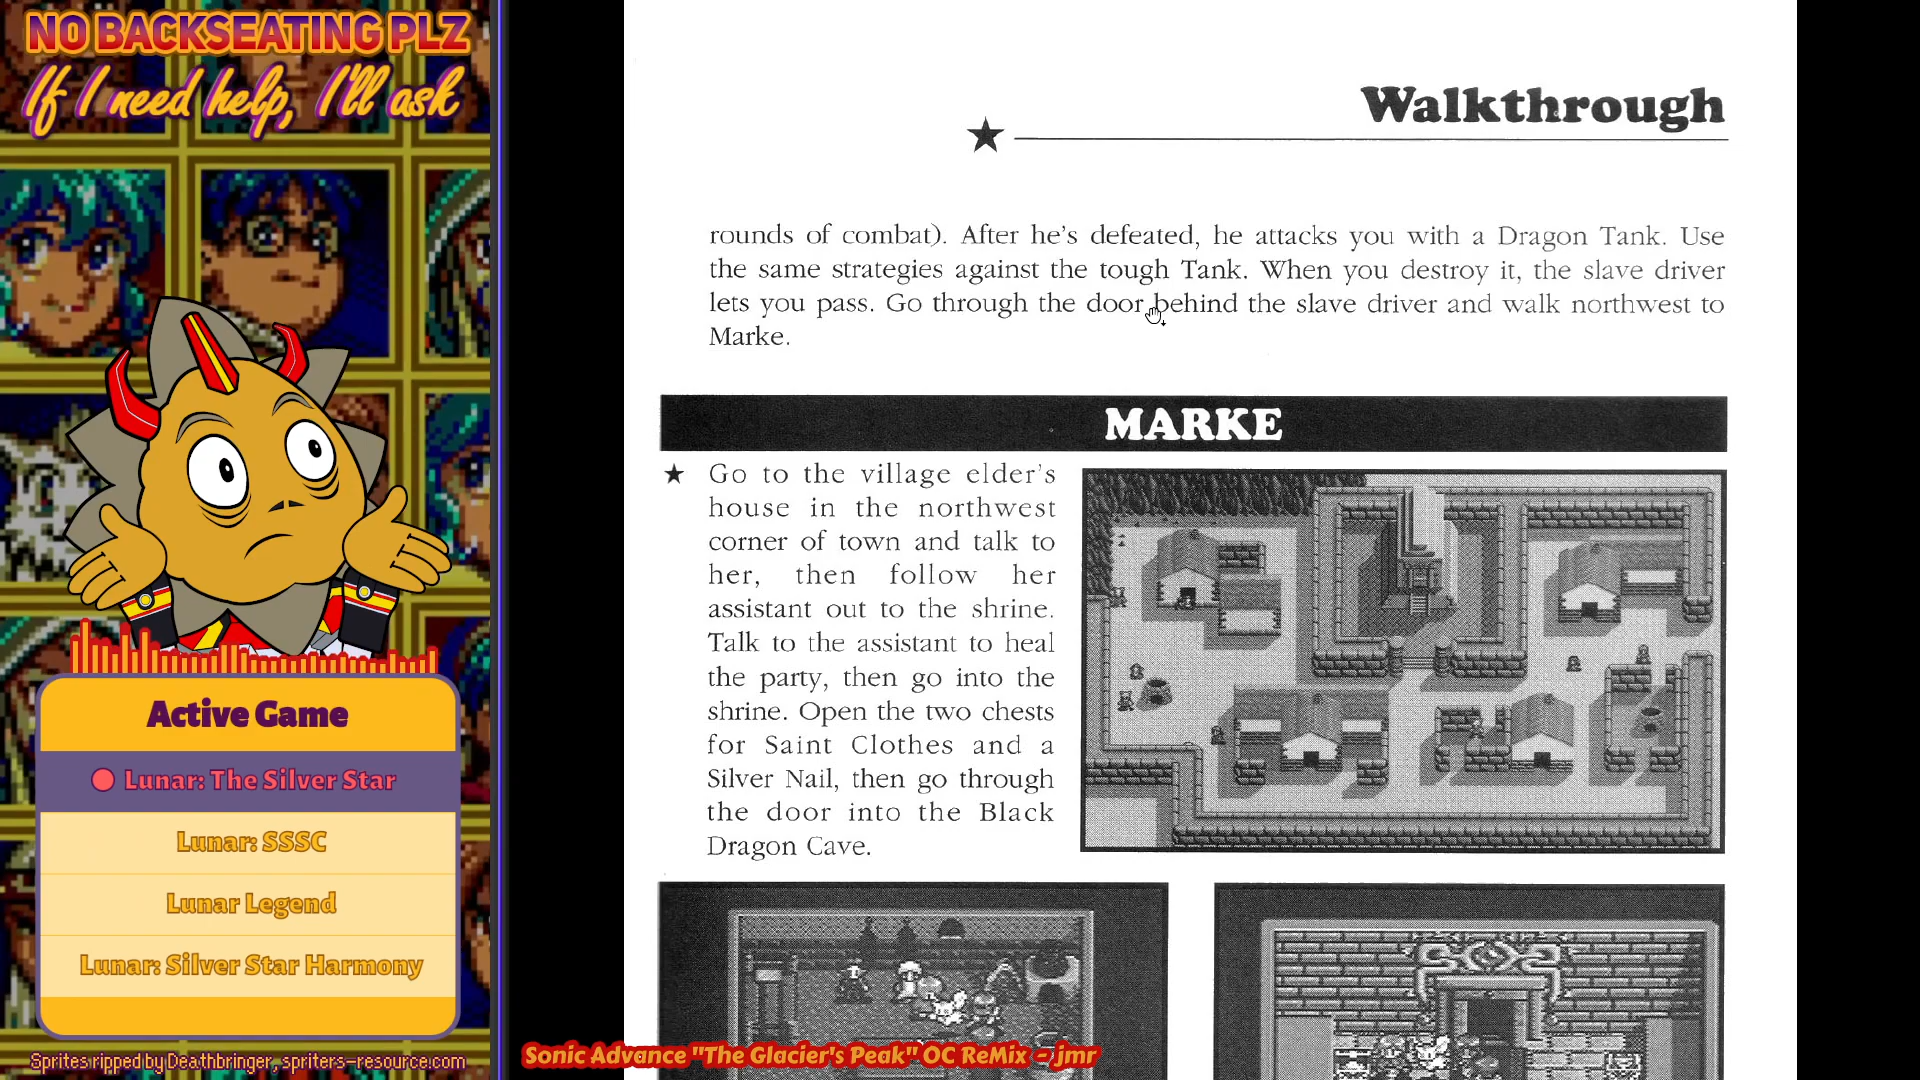 NO BACKSEATING PLZ
If I need help, I'll ask
Active Game
Lunar: The Silver Star
Lunar: SSSC
Lunar Legend
Lunar: Silver Star Harmony
Sprites ripped by Deathbringer, spriters-resource.com
Walkthrough
rounds of combat). After he's defeated, he attacks you with a Dragon Tank. Use
the same strategies against the tough Tank. When you destroy it, the slave driver
lets you pass. Go through the door behind the slave driver and walk northwest to
Marke.
MARKE
★ Go to the village elder's
house in the northwest
corner of town and talk to
her, then follow her
assistant out to the shrine.
Talk to the assistant to heal
the party, then go into the
shrine. Open the two chests
for Saint Clothes and a
Silver Nail, then go through
the door into the Black
Dragon Cave.
Sonic Advance "The Glacier's Peak" OC ReMix - jmr